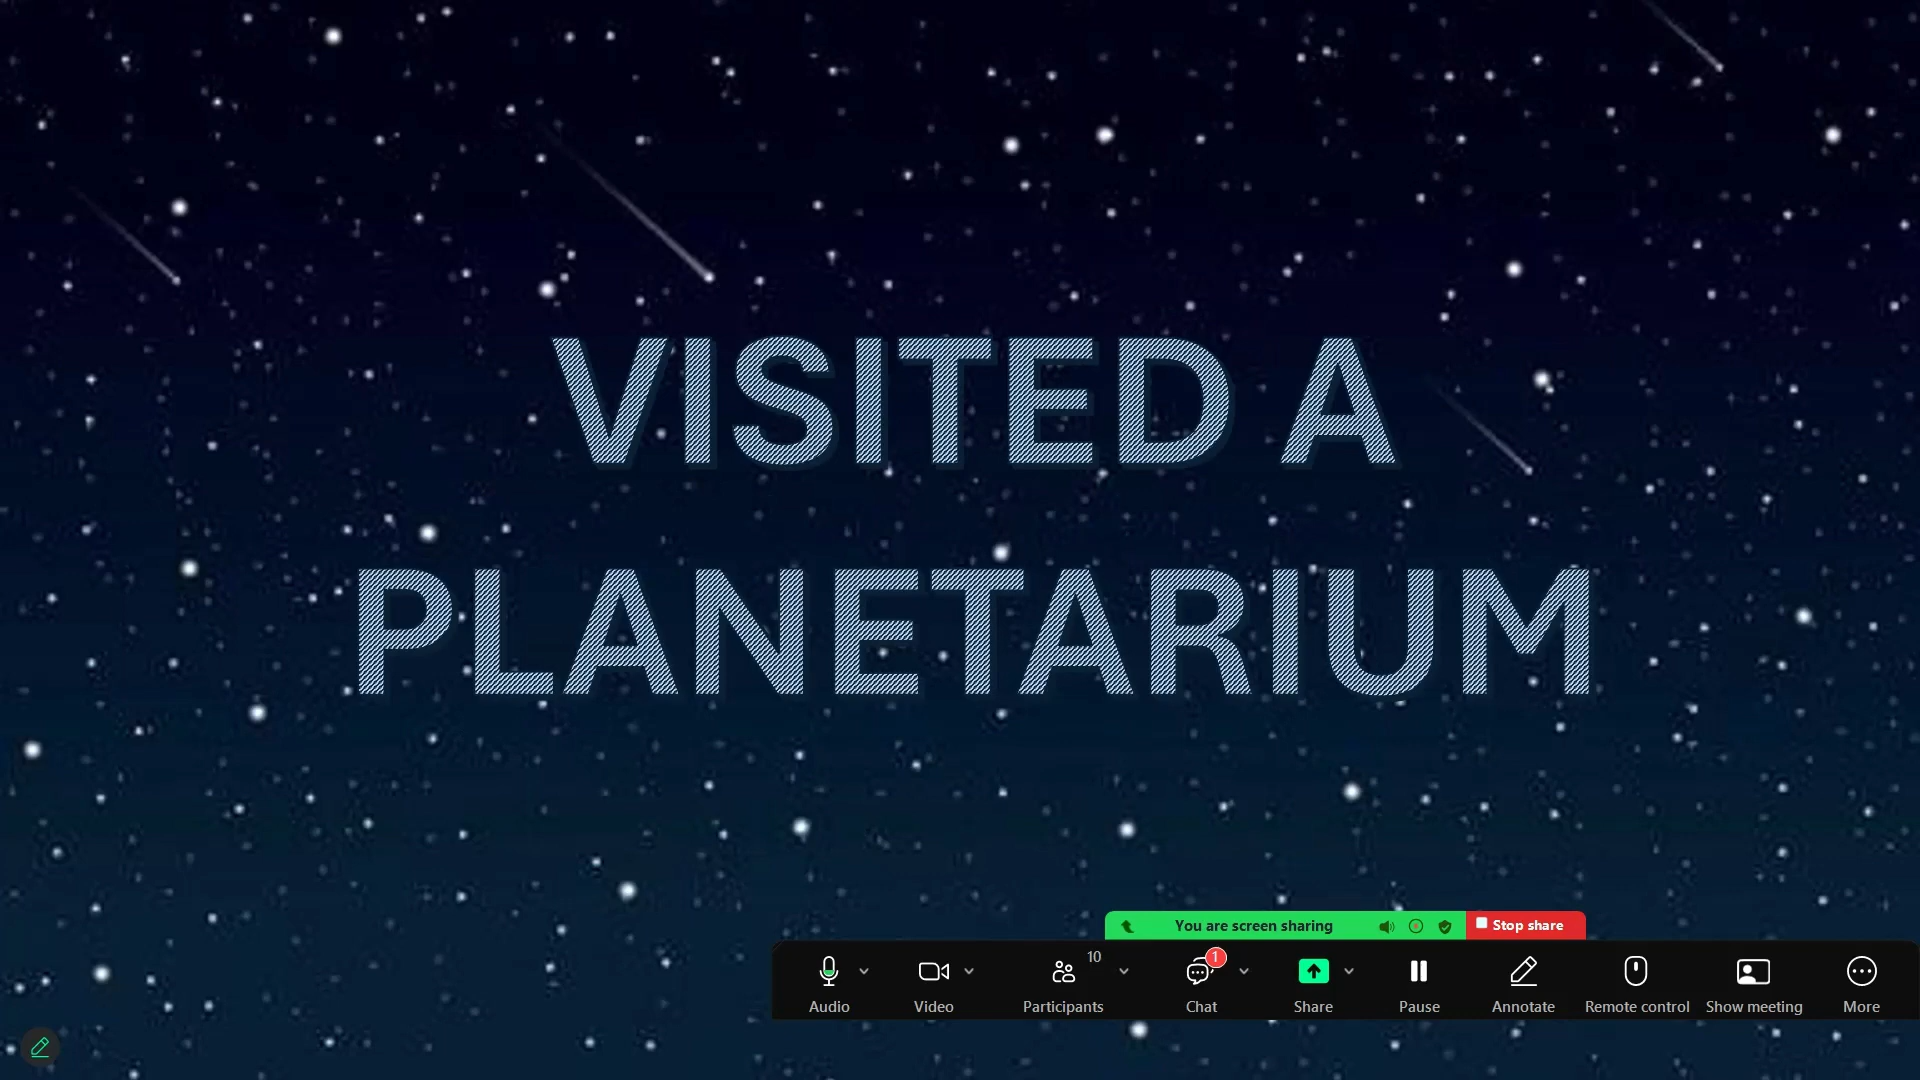 VISITED A
PLANETARIUM
You are screen sharing Stop share
10 1
Audio Video Participants Chat Share Pause Annotate Remote control Show meeting More